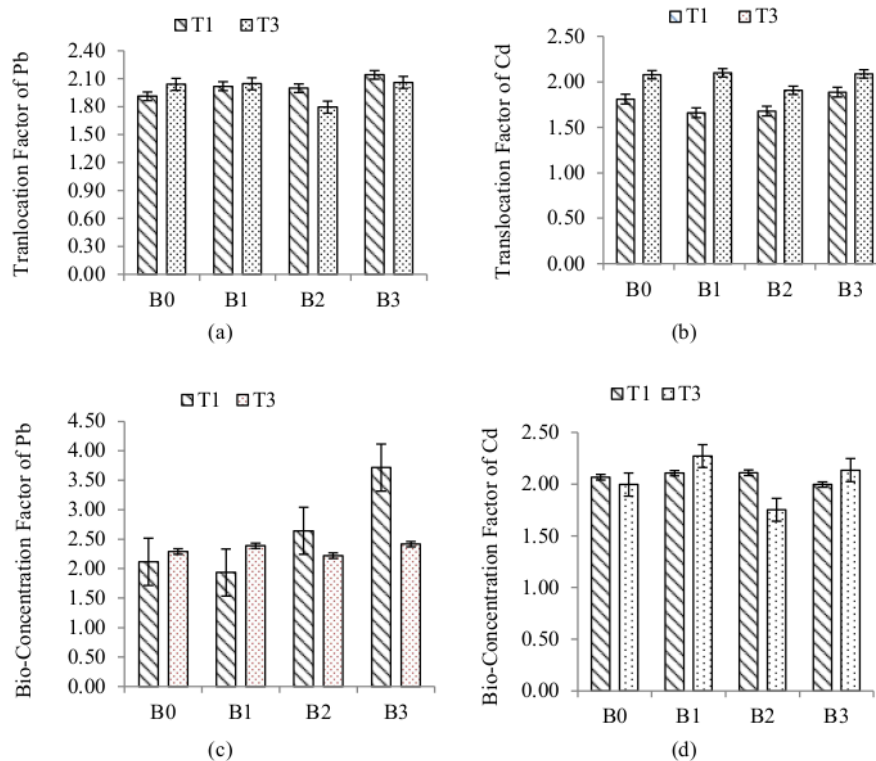 T1 T3
Tranlocation Factor of Pb
2.40
2.10
1.80
1.50
1.20
0.90
0.60
0.30
0.00
B0 B1 B2 B3
(a)
T1 T3
Translocation Factor of Cd
2.50
2.00
1.50
1.00
0.50
0.00
B0 B1 B2 B3
(b)
T1 T3
Bio-Concentration Factor of Pb
4.50
4.00
3.50
3.00
2.50
2.00
1.50
1.00
0.50
0.00
B0 B1 B2 B3
(c)
T1 T3
Bio-Concentration Factor of Cd
2.50
2.00
1.50
1.00
0.50
0.00
B0 B1 B2 B3
(d)